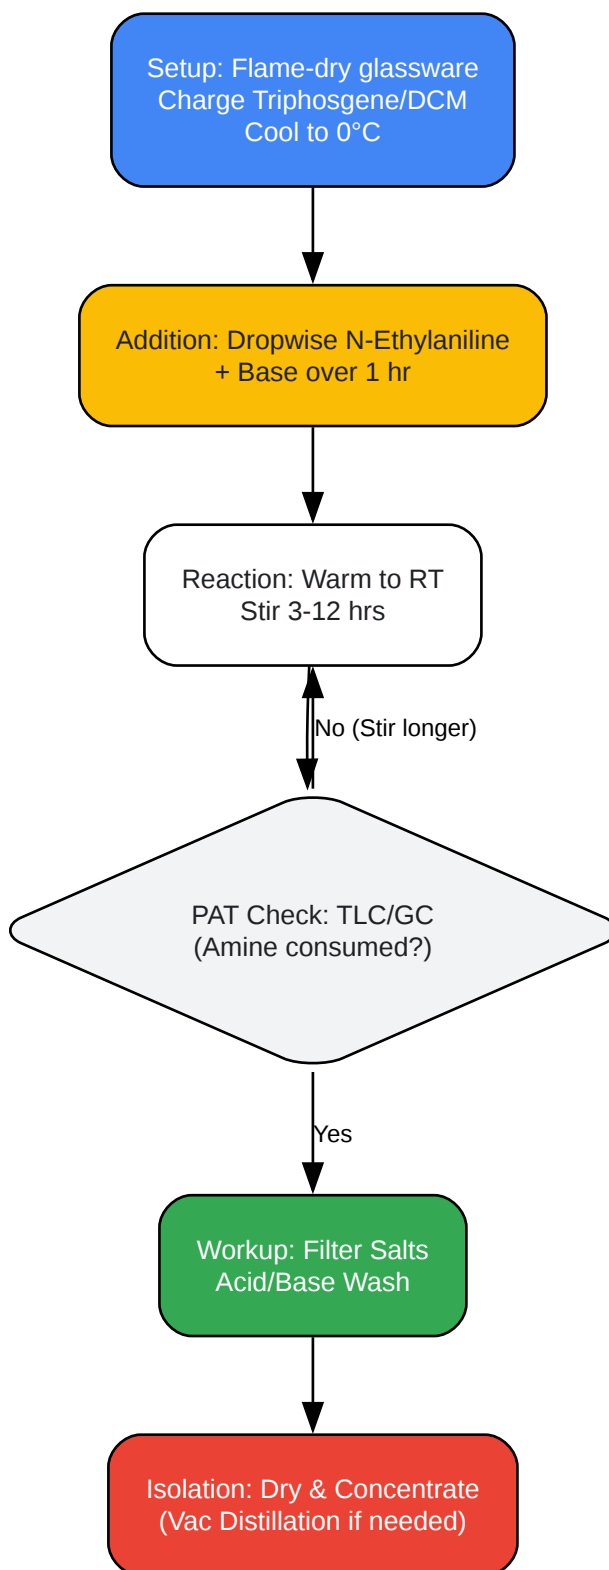 Setup: Flame-dry glassware
Charge Triphosgene/DCM
Cool to 0°C
Addition: Dropwise N-Ethylaniline
+ Base over 1 hr
Reaction: Warm to RT
Stir 3-12 hrs
No (Stir longer)
PAT Check: TLC/GC
(Amine consumed?)
Yes
Workup: Filter Salts
Acid/Base Wash
Isolation: Dry & Concentrate
(Vac Distillation if needed)